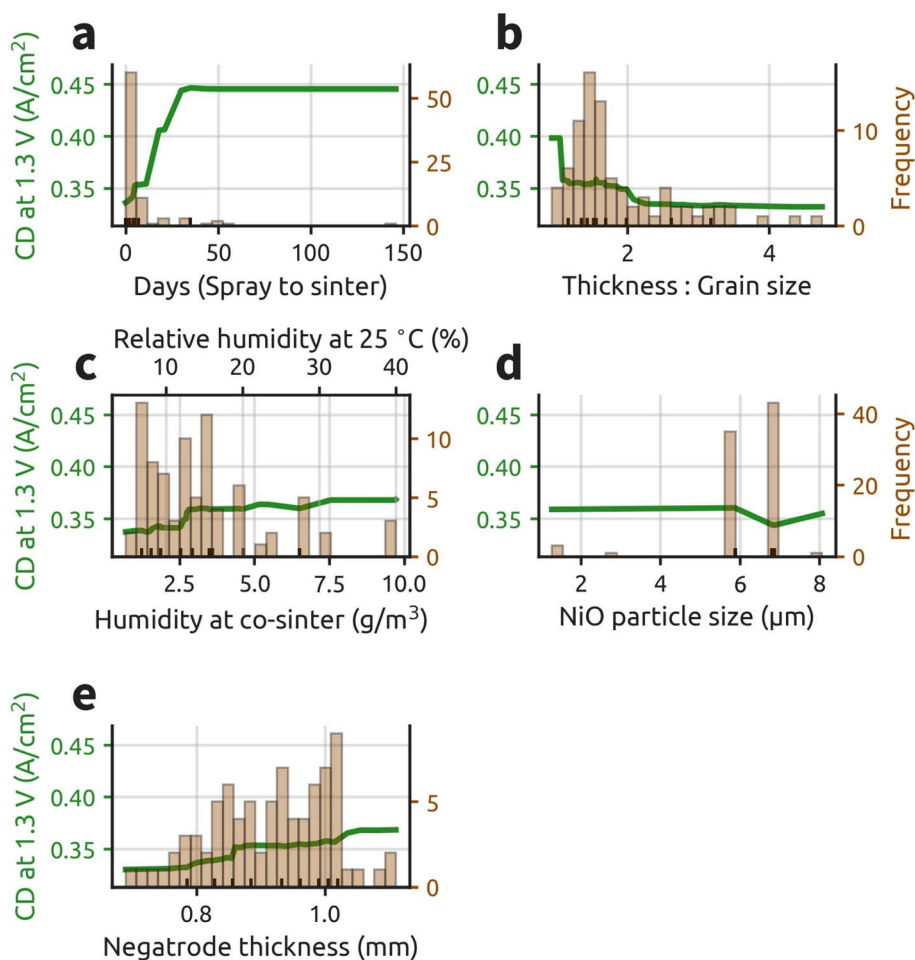 a
b
CD at 1.3 V (A/cm²)
0.45
0.40
0.35
50
25
0
0 50 100 150
Days (Spray to sinter)
0.45
0.40
0.35
10
0
Frequency
2 4
Thickness : Grain size
Relative humidity at 25 °C (%)
c
10 20 30 40
d
CD at 1.3 V (A/cm²)
0.45
0.40
0.35
10
5
0
2.5 5.0 7.5 10.0
Humidity at co-sinter (g/m³)
0.45
0.40
0.35
40
20
0
Frequency
2 4 6 8
NiO particle size (μm)
e
CD at 1.3 V (A/cm²)
0.45
0.40
0.35
5
0
0.8 1.0
Negatrode thickness (mm)